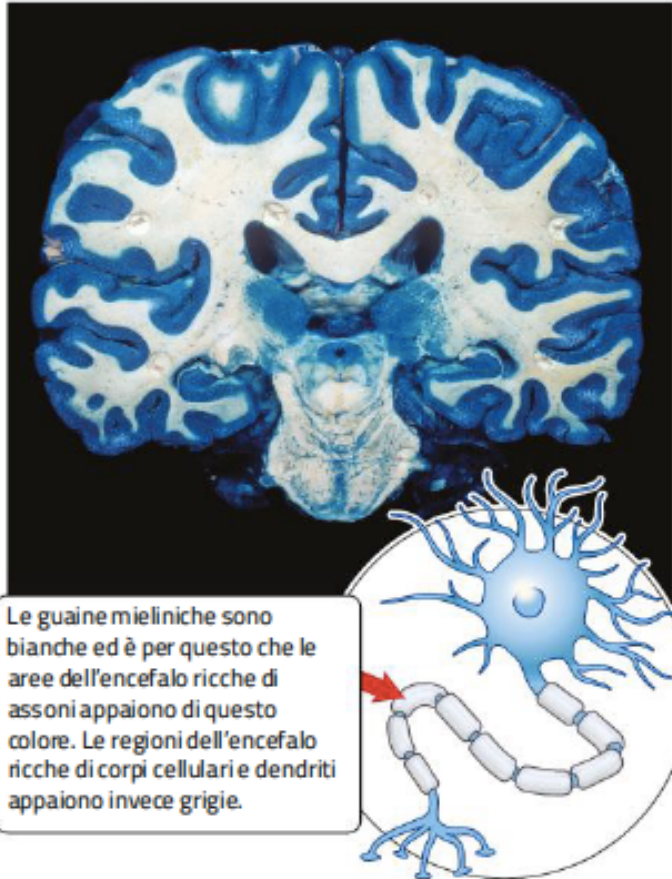 Le guaine mieliniche sono
bianche ed è per questo che le
aree dell'encefalo ricche di
assoni appaiono di questo
colore. Le regioni dell'encefalo
ricche di corpi cellulari e dendriti
appaiono invece grigie.